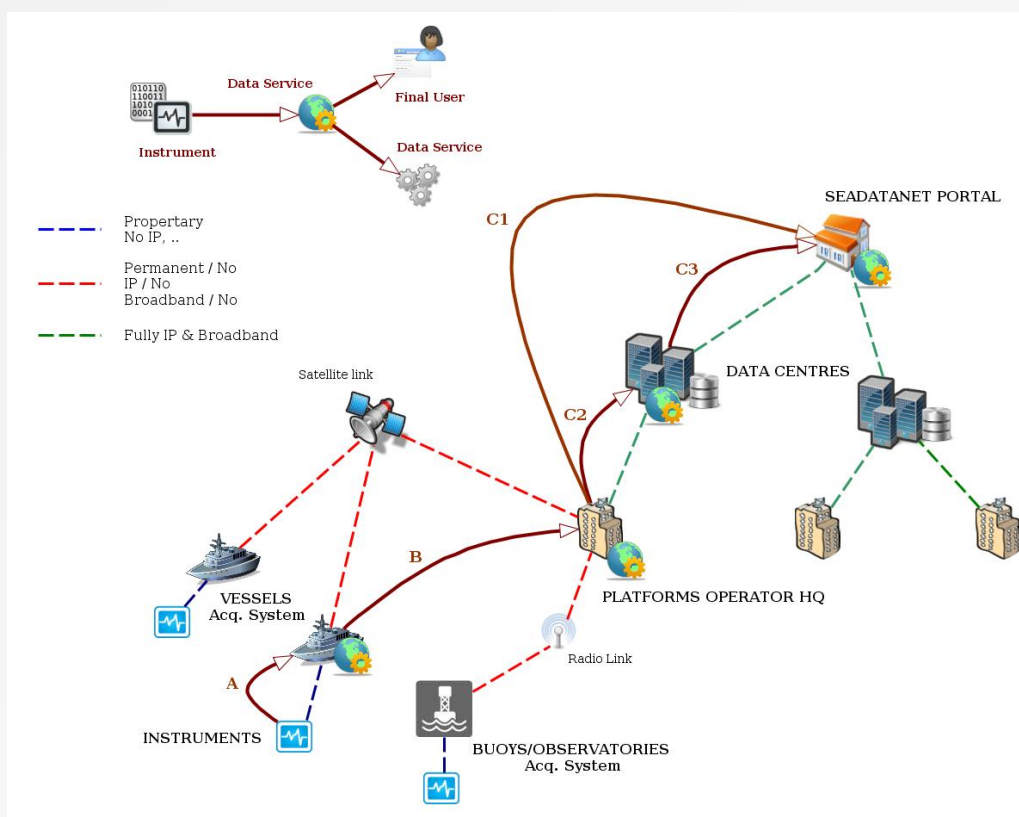 010110
110011
1010
0001
Data Service
Final User
Instrument
Data Service
Propertary
No IP, ..
Permanent / No
IP / No
Broadband / No
Fully IP & Broadband
SEADATANET PORTAL
C1
C3
Satellite link
DATA CENTRES
C2
B
VESSELS
Acq. System
PLATFORMS OPERATOR HQ
Radio Link
A
INSTRUMENTS
BUOYS/OBSERVATORIES
Acq. System